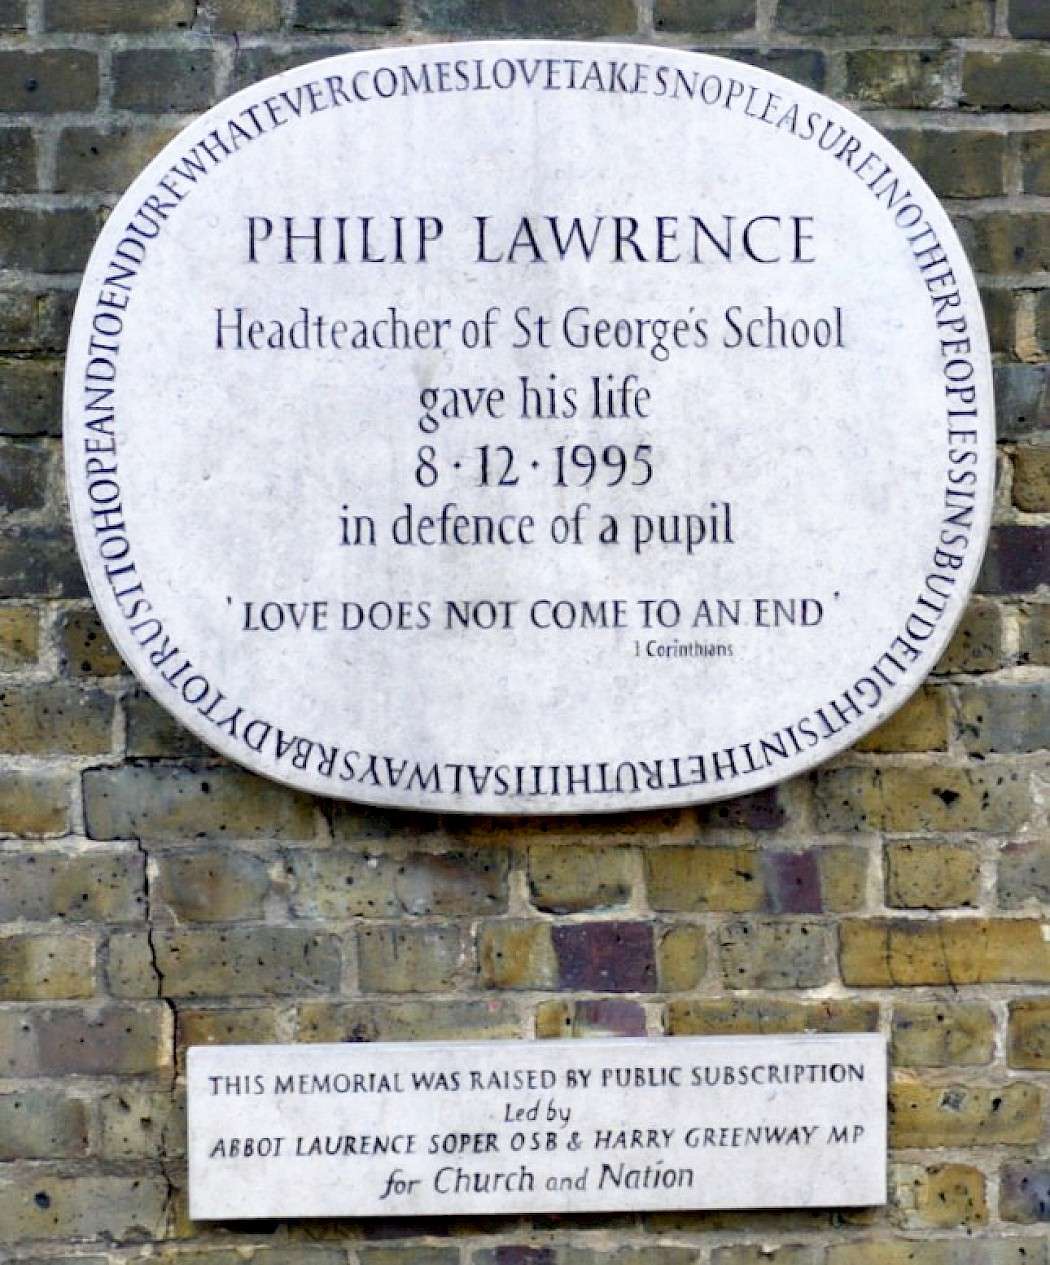 WHATEVERCOMESLOVETAKESNOPLEASUREINOTHERPEOPLESSINSBUTDELIGHTSINTHETRUTHITISALWAYSREADYTOTRUSTTOHOPEANDTOENDURE
PHILIP LAWRENCE
Headteacher of St George's School
gave his life
8·12·1995
in defence of a pupil
'LOVE DOES NOT COME TO AN END'
1 Corinthians
THIS MEMORIAL WAS RAISED BY PUBLIC SUBSCRIPTION
Led by
ABBOT LAURENCE SOPER OSB & HARRY GREENWAY MP
for Church and Nation